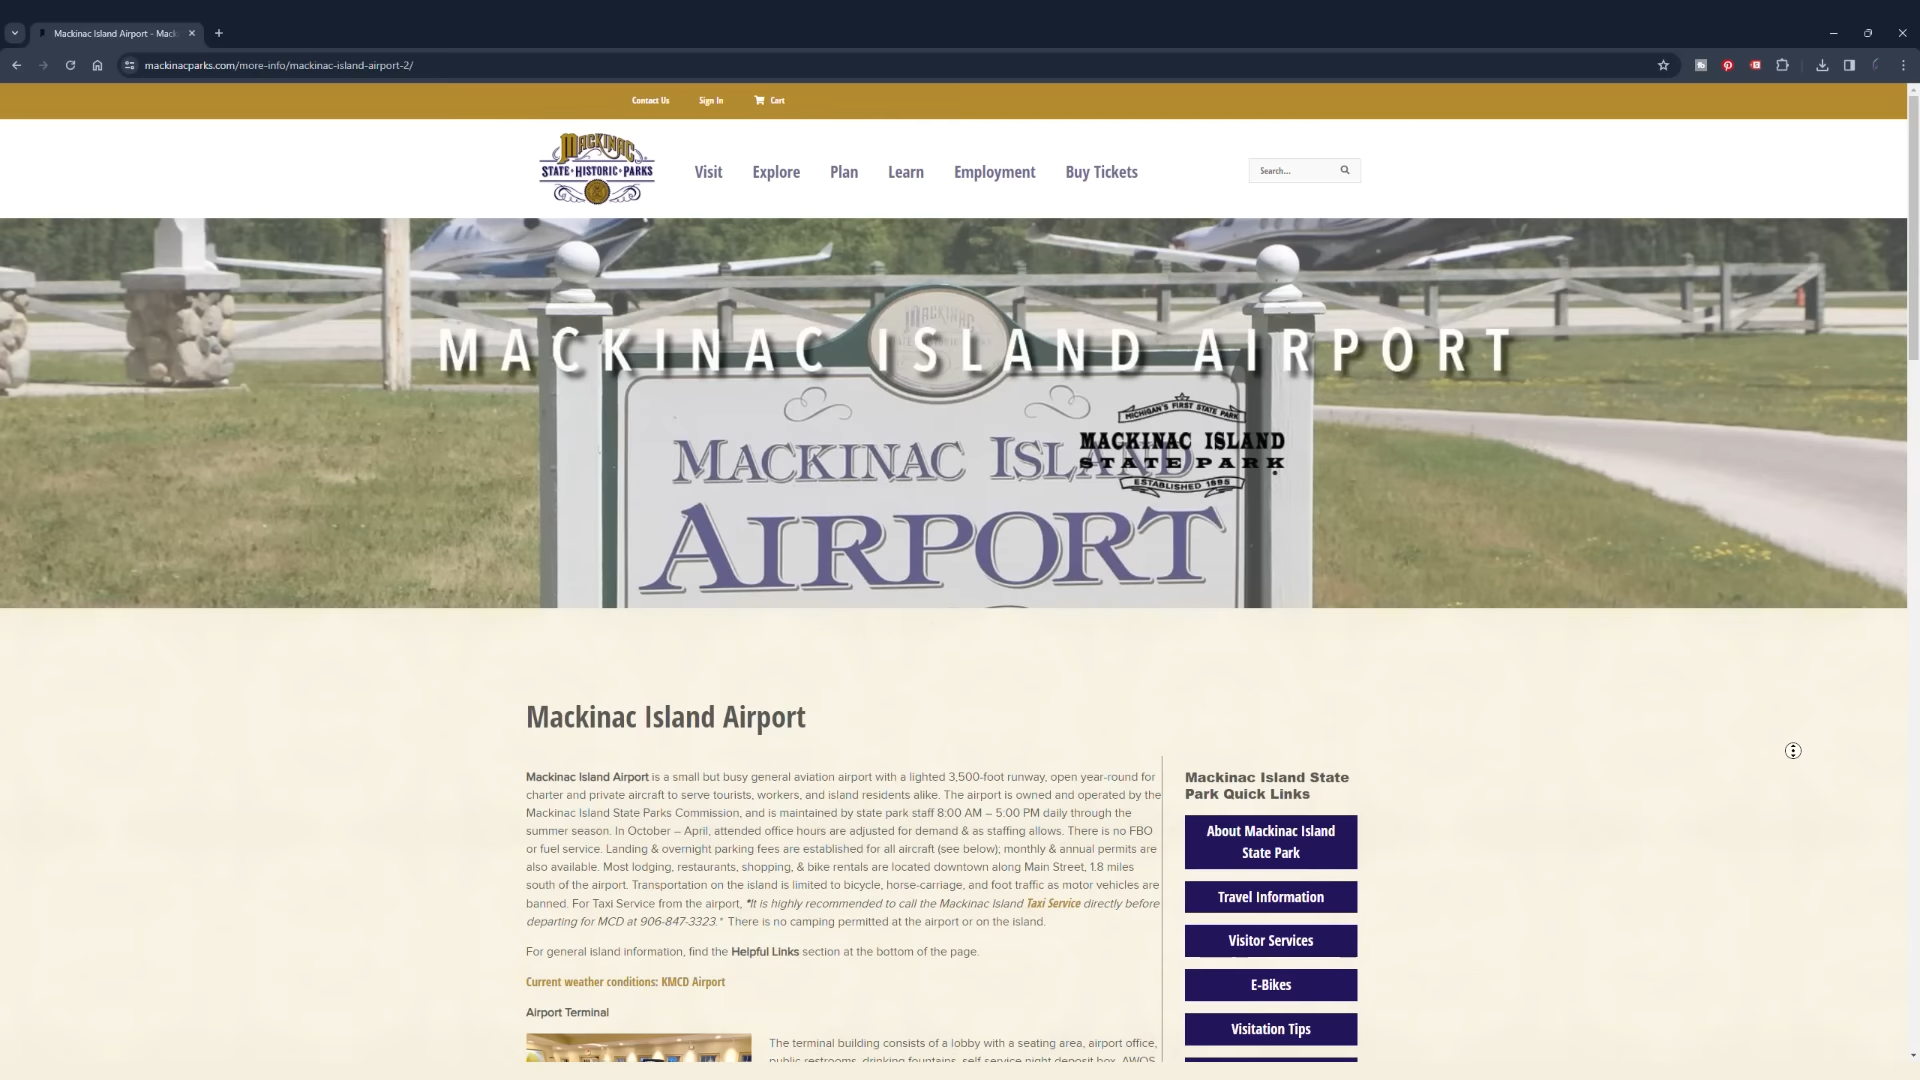 Mackinac Island Airport - Mack
mackinacparks.com/more-info/mackinac-island-airport-2/
Contact Us
Sign In
Cart
MACKINAC
STATE • HISTORIC • PARKS
Visit
Explore
Plan
Learn
Employment
Buy Tickets
Search...
MACKINAC ISLAND AIRPORT
MICHIGAN'S FIRST STATE PARK
MACKINAC ISLAND
STATE PARK
ESTABLISHED 1895
MACKINAC ISLAND
AIRPORT
Mackinac Island Airport
Mackinac Island Airport is a small but busy general aviation airport with a lighted 3,500-foot runway, open year-round for
charter and private aircraft to serve tourists, workers, and island residents alike. The airport is owned and operated by the
Mackinac Island State Parks Commission, and is maintained by state park staff 8:00 AM – 5:00 PM daily through the
summer season. In October – April, attended office hours are adjusted for demand & as staffing allows. There is no FBO
or fuel service. Landing & overnight parking fees are established for all aircraft (see below); monthly & annual permits are
also available. Most lodging, restaurants, shopping, & bike rentals are located downtown along Main Street, 1.8 miles
south of the airport. Transportation on the island is limited to bicycle, horse-carriage, and foot traffic as motor vehicles are
banned. For Taxi Service from the airport, *It is highly recommended to call the Mackinac Island Taxi Service directly before
departing for MCD at 906-847-3323.* There is no camping permitted at the airport or on the island.
For general island information, find the Helpful Links section at the bottom of the page.
Current weather conditions: KMCD Airport
Airport Terminal
The terminal building consists of a lobby with a seating area, airport office,
public restrooms, drinking fountains, self service night deposit box, AWOS
Mackinac Island State
Park Quick Links
About Mackinac Island
State Park
Travel Information
Visitor Services
E-Bikes
Visitation Tips